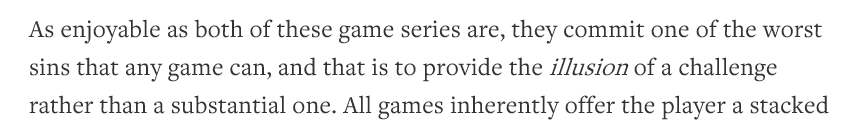 As enjoyable as both of these game series are, they commit one of the worst
sins that any game can, and that is to provide the illusion of a challenge
rather than a substantial one. All games inherently offer the player a stacked